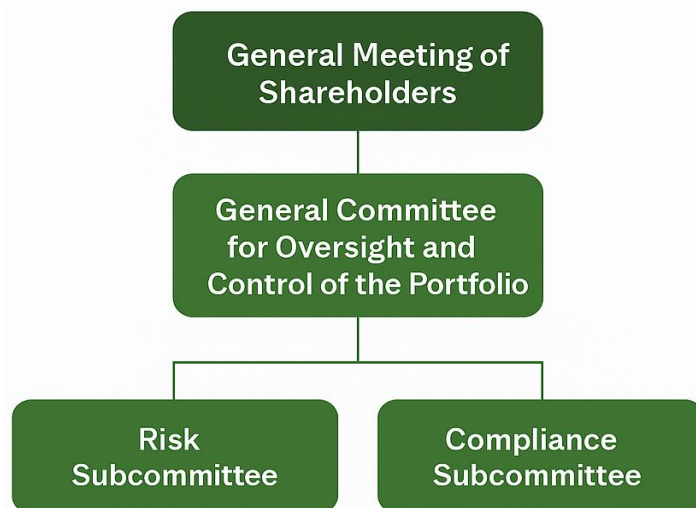 General Meeting of
Shareholders
General Committee
for Oversight and
Control of the Portfolio
Risk
Subcommittee
Compliance
Subcommittee